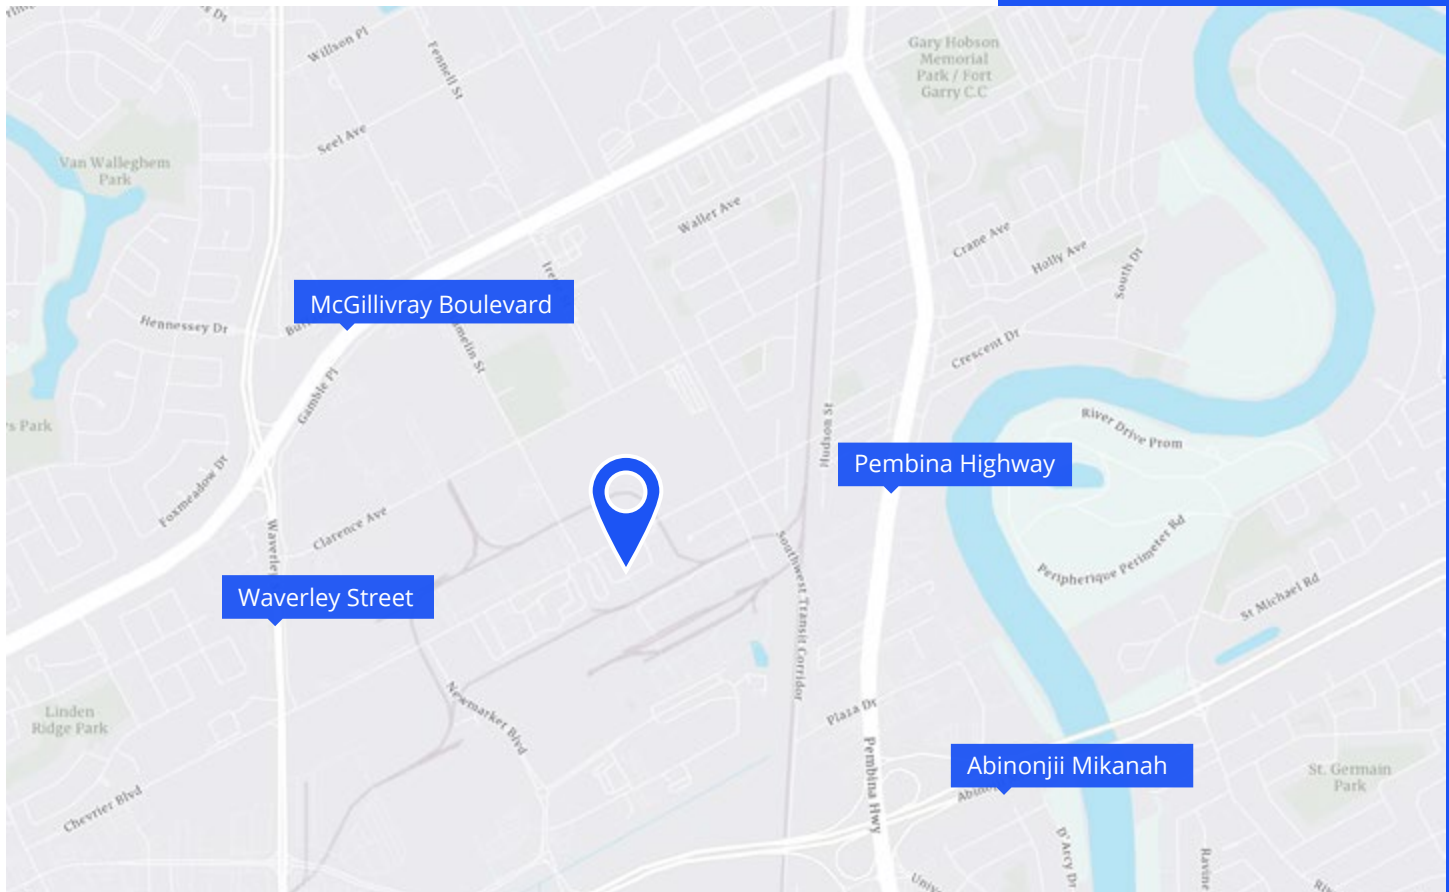 Willson Pl
Fennell St
Gary Hobson
Memorial
Park / Fort
Garry C.C
Seel Ave
Van Walleghem
Park
Waller Ave
Crane Ave
Holly Ave
South Dr
McGillivray Boulevard
Hennessey Dr
Crescent Dr
Gamble Pl
River Drive Prom
s Park
Hudson St
Pembina Highway
Foxmeadow Dr
Clarence Ave
Waverley
Southwest Transit Corridor
Peripherique Perimeter Rd
St Michael Rd
Waverley Street
Newmarket Blvd
Linden
Ridge Park
Plaza Dr
Pembina Hwy
Abinonjii Mikanah
St. Germain
Park
Chevrier Blvd
D'Arcy Dr
Ravine